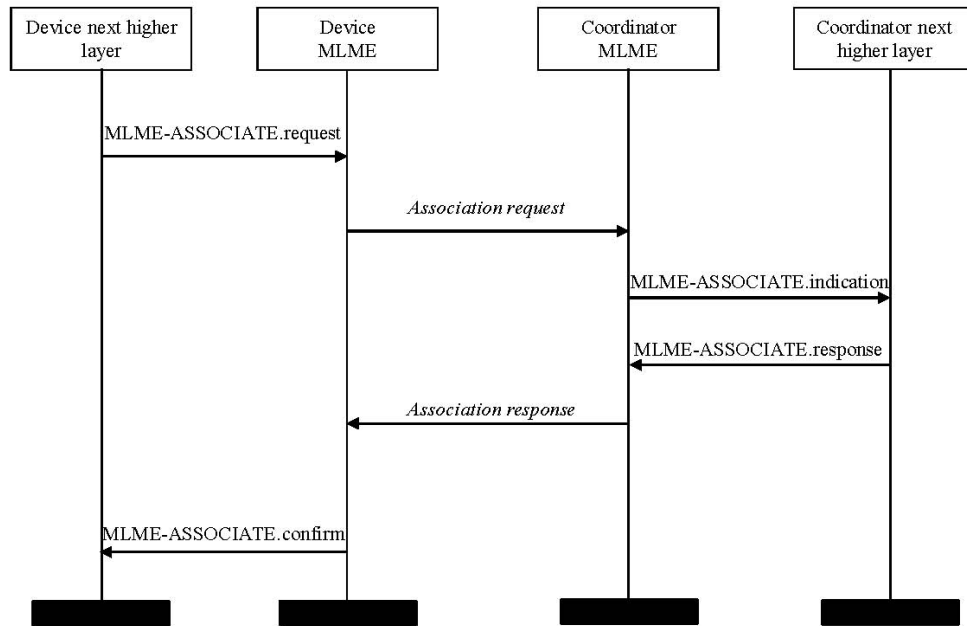 Device next higher
layer
Device
MLME
Coordinator
MLME
Coordinator next
higher layer
MLME-ASSOCIATE.request
Association request
MLME-ASSOCIATE.indication
MLME-ASSOCIATE.response
Association response
MLME-ASSOCIATE.confirm